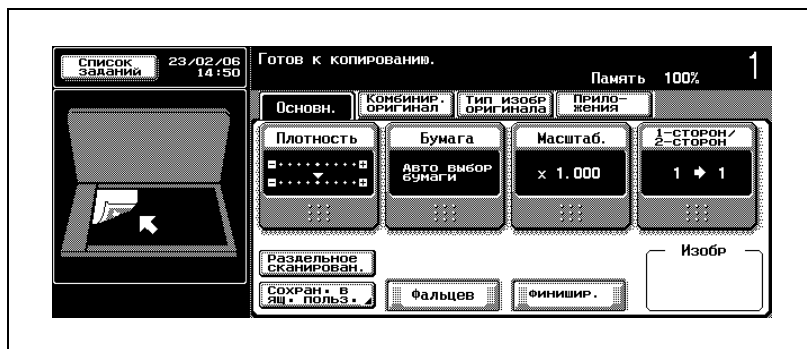 Список
заданий
23/02/06
14:50
Готов к копированию.
Память 100%
1
Основн.
Комбинир.
оригинал
Тип изобр
оригинала
Прило-
жения
Плотность
Бумага
Масштаб.
1-сторон/
2-сторон
Авто выбор
бумаги
× 1.000
1 → 1
Раздельное
сканирован.
Изобр
Сохран. в
ящ. польз.
Фальцев
Финишир.